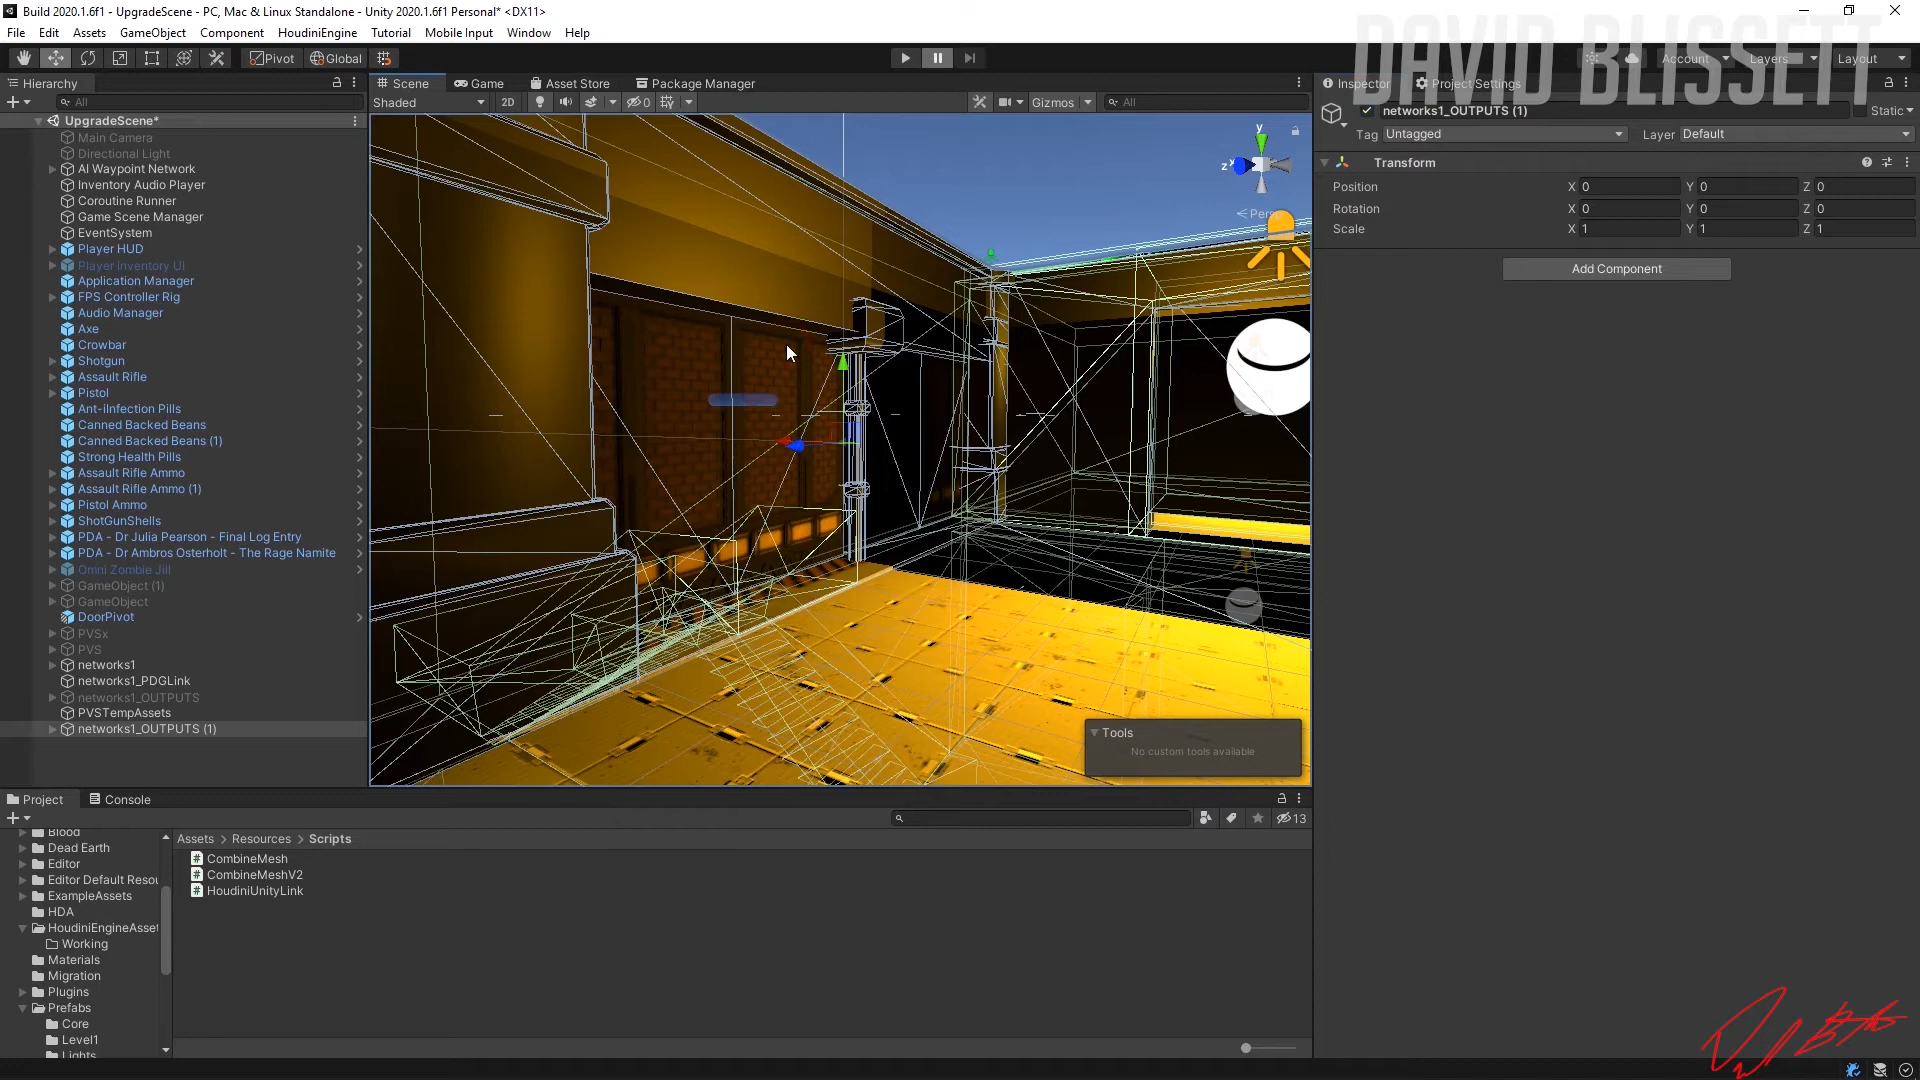 Build 2020.1.6f1 - UpgradeScene - PC, Mac & Linux Standalone - Unity 2020.1.6f1 Personal* <DX11>
DAVID BLISSETT
File Edit Assets GameObject Component HoudiniEngine Tutorial Mobile Input Window Help
Pivot Global Account Layers Layout
Hierarchy Scene Game Asset Store Package Manager Inspector Project Settings
All Shaded 2D 0 Gizmos All
networks1_OUTPUTS (1) Static
Tag Untagged Layer Default
Transform
Position X 0 Y 0 Z 0
Rotation X 0 Y 0 Z 0
Scale X 1 Y 1 Z 1
Add Component
UpgradeScene*
Main Camera
Directional Light
AI Waypoint Network
Inventory Audio Player
Coroutine Runner
Game Scene Manager
EventSystem
Player HUD
Player Inventory UI
Application Manager
FPS Controller Rig
Audio Manager
Axe
Crowbar
Shotgun
Assault Rifle
Pistol
Ant-iInfection Pills
Canned Backed Beans
Canned Backed Beans (1)
Strong Health Pills
Assault Rifle Ammo
Assault Rifle Ammo (1)
Pistol Ammo
ShotGunShells
PDA - Dr Julia Pearson - Final Log Entry
PDA - Dr Ambros Osterholt - The Rage Namite
Omni Zombie Jill
GameObject (1)
GameObject
DoorPivot
PVSx
PVS
networks1
networks1_PDGLink
networks1_OUTPUTS
PVSTempAssets
networks1_OUTPUTS (1)
y
z x
Persp
Tools
No custom tools available
Project Console
13
Blood
Dead Earth
Editor
Editor Default Resou
ExampleAssets
HDA
HoudiniEngineAsset
Working
Materials
Migration
Plugins
Prefabs
Core
Level1
Lights
Assets > Resources > Scripts
CombineMesh
CombineMeshV2
HoudiniUnityLink